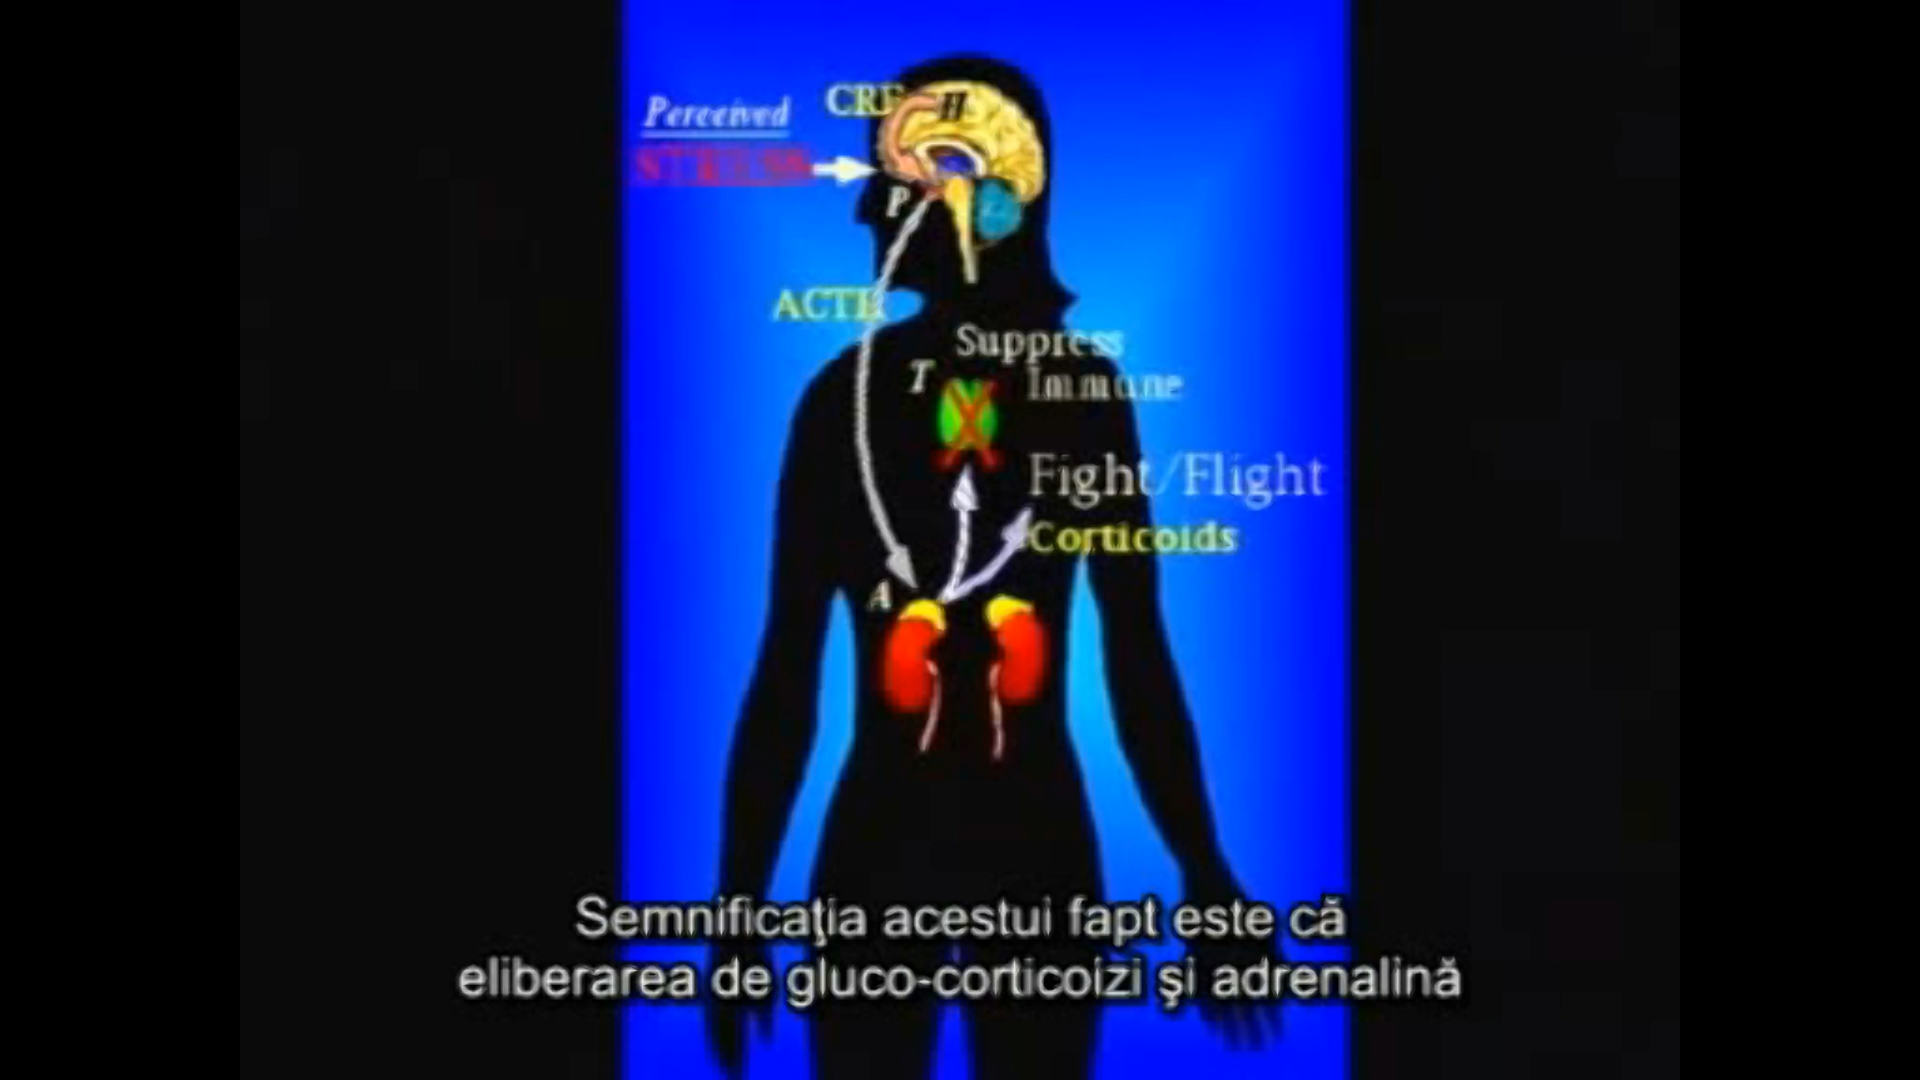 Perceived
CRF
H
STRESS
P
ACTH
Suppress
T
Immune
Fight/Flight
Corticoids
A
Semnificaţia acestui fapt este că
eliberarea de gluco-corticoizi şi adrenalină